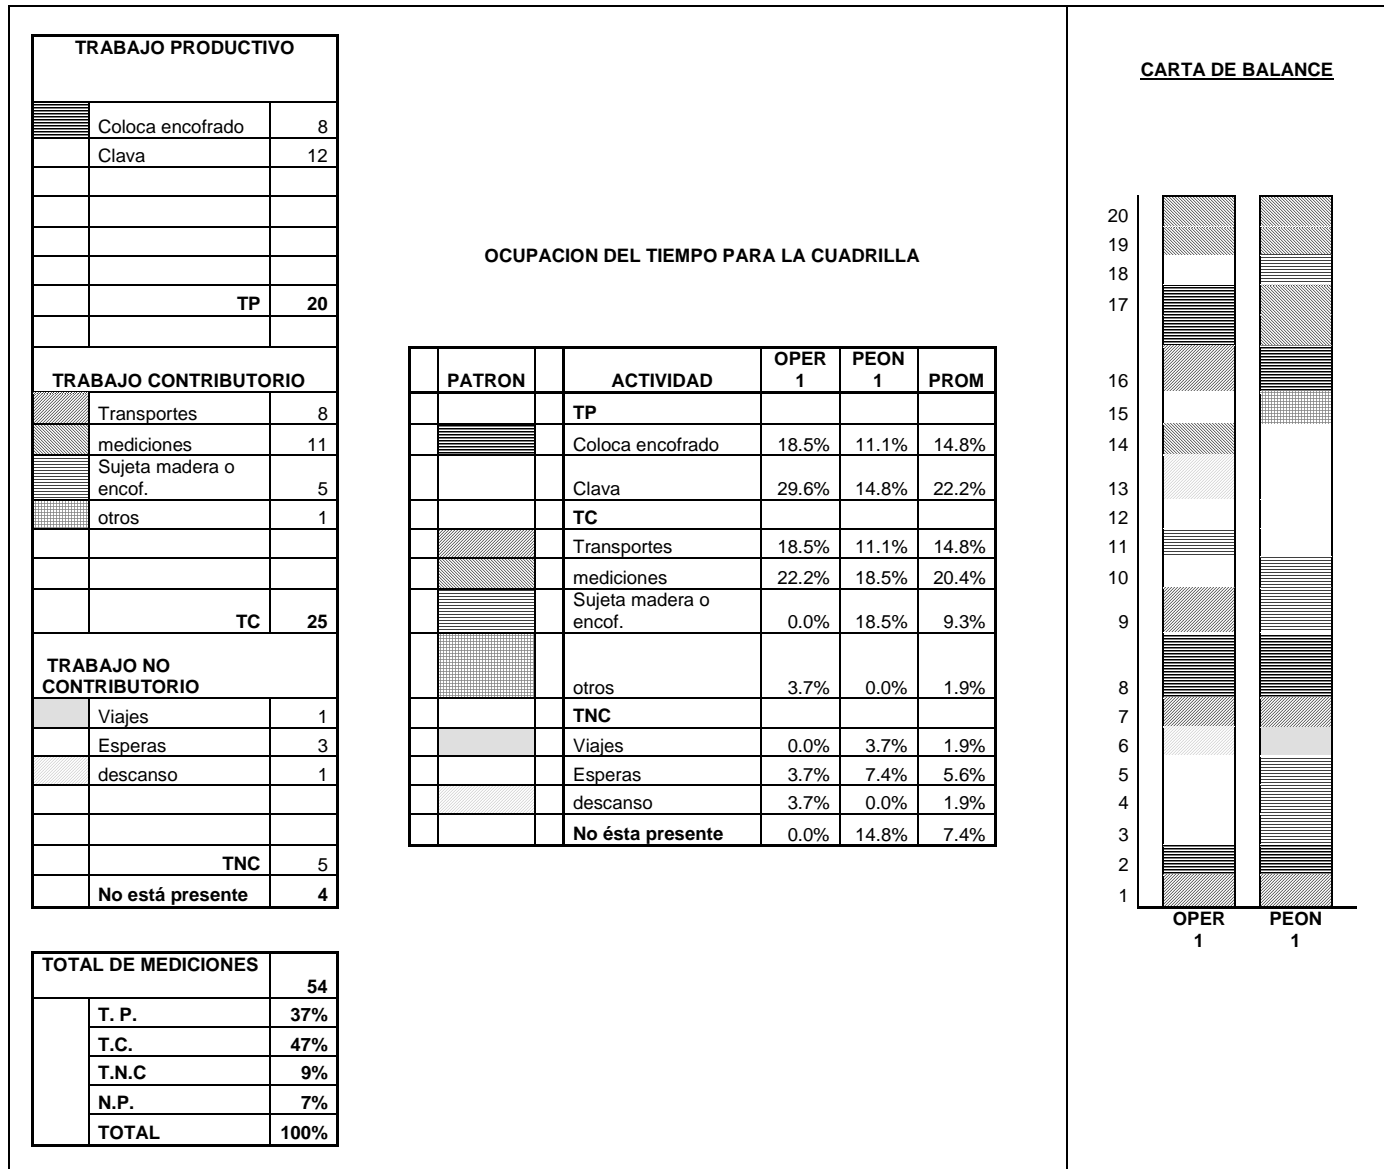 TRABAJO PRODUCTIVO
Coloca encofrado 8
Clava 12
TP 20
TRABAJO CONTRIBUTORIO
Transportes 8
mediciones 11
Sujeta madera o
encof. 5
otros 1
TC 25
TRABAJO NO
CONTRIBUTORIO
Viajes 1
Esperas 3
descanso 1
TNC 5
No está presente 4
TOTAL DE MEDICIONES
54
T. P. 37%
T.C. 47%
T.N.C 9%
N.P. 7%
TOTAL 100%
OCUPACION DEL TIEMPO PARA LA CUADRILLA
OPER PEON
PATRON ACTIVIDAD 1 1 PROM
TP
Coloca encofrado 18.5% 11.1% 14.8%
Clava 29.6% 14.8% 22.2%
TC
Transportes 18.5% 11.1% 14.8%
mediciones 22.2% 18.5% 20.4%
Sujeta madera o
encof. 0.0% 18.5% 9.3%
otros 3.7% 0.0% 1.9%
TNC
Viajes 0.0% 3.7% 1.9%
Esperas 3.7% 7.4% 5.6%
descanso 3.7% 0.0% 1.9%
No ésta presente 0.0% 14.8% 7.4%
CARTA DE BALANCE
20
19
18
17
16
15
14
13
12
11
10
9
8
7
6
5
4
3
2
1
OPER PEON
1 1